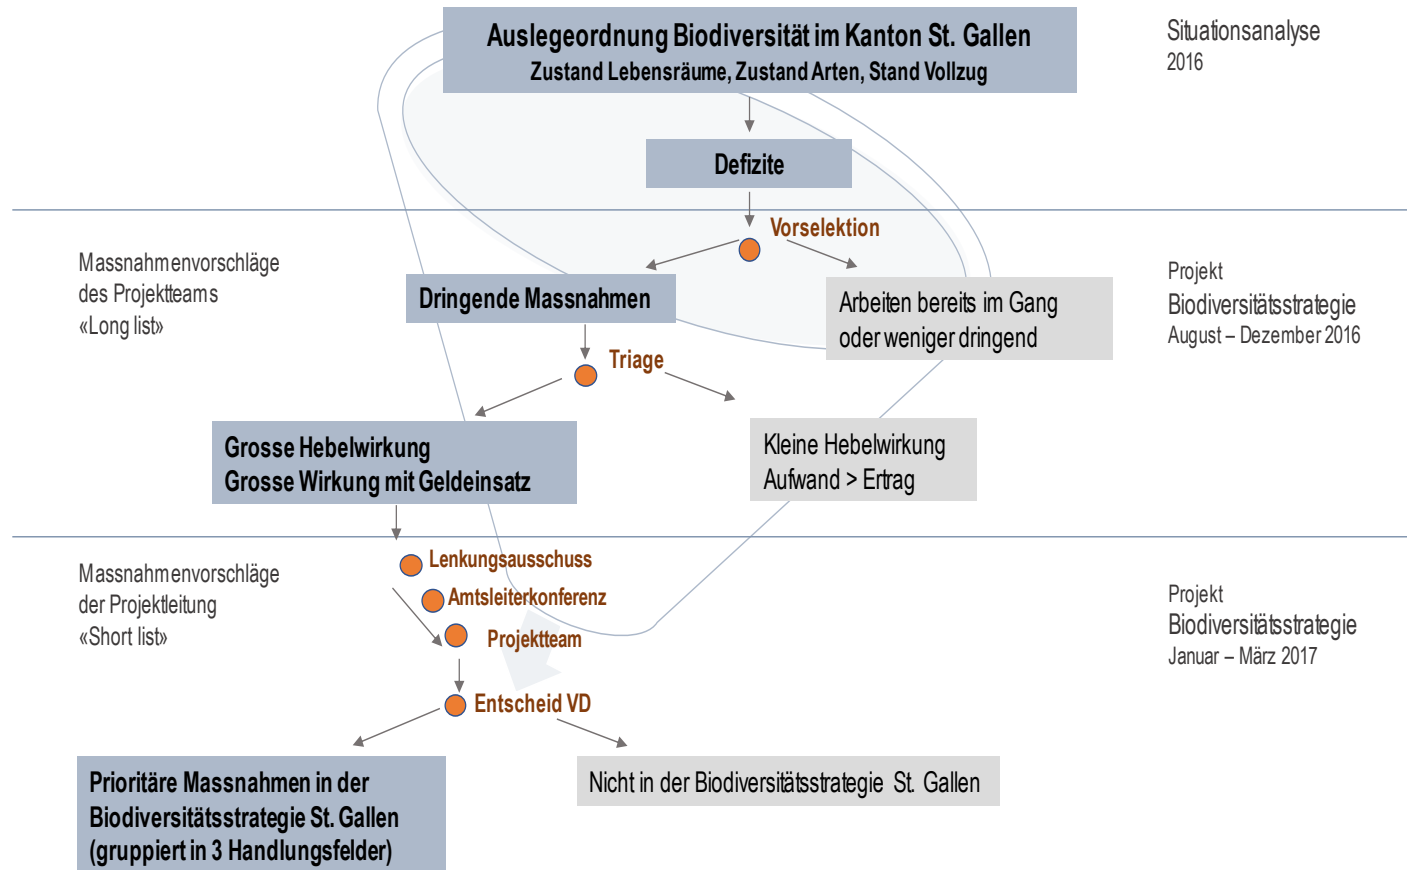 Auslegeordnung Biodiversität im Kanton St. Gallen
Zustand Lebensräume, Zustand Arten, Stand Vollzug
Situationsanalyse
2016
Defizite
Vorselektion
Massnahmenvorschläge
des Projektteams
«Long list»
Dringende Massnahmen
Arbeiten bereits im Gang
oder weniger dringend
Projekt
Biodiversitätsstrategie
August – Dezember 2016
Triage
Grosse Hebelwirkung
Grosse Wirkung mit Geldeinsatz
Kleine Hebelwirkung
Aufwand > Ertrag
Massnahmenvorschläge
der Projektleitung
«Short list»
Lenkungsausschuss
Amtsleiterkonferenz
Projektteam
Projekt
Biodiversitätsstrategie
Januar – März 2017
Entscheid VD
Prioritäre Massnahmen in der
Biodiversitätsstrategie St. Gallen
(gruppiert in 3 Handlungsfelder)
Nicht in der Biodiversitätsstrategie St. Gallen